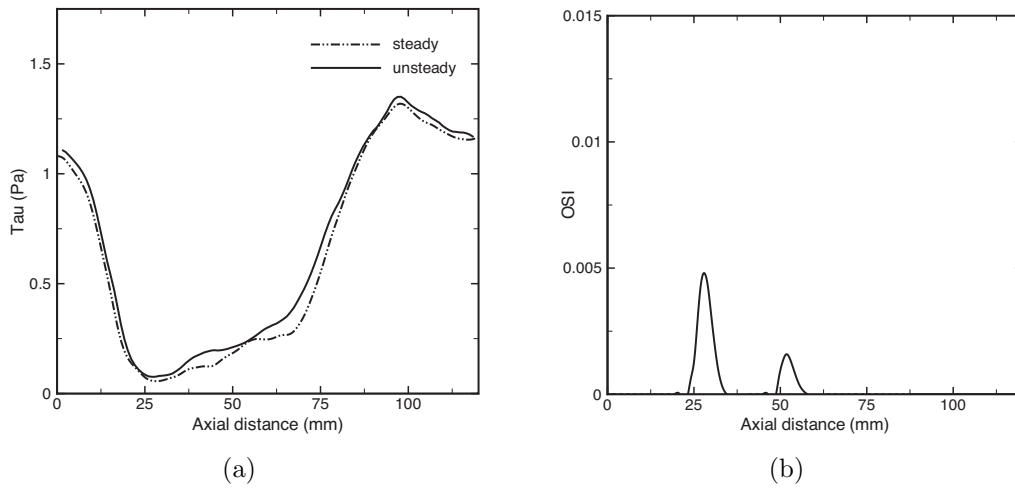 steady
unsteady
1.5
1
0.5
0
Tau (Pa)
0 25 50 75 100
Axial distance (mm)
(a)
0.015
0.01
0.005
0
OSI
0 25 50 75 100
Axial distance (mm)
(b)